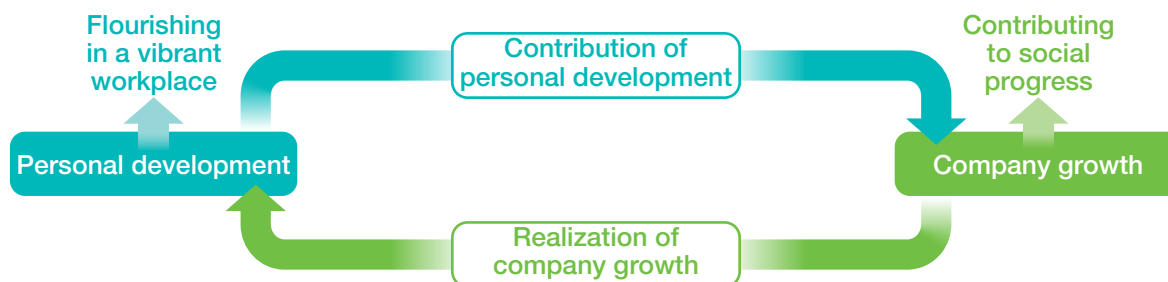 Flourishing
in a vibrant
workplace
Contribution of
personal development
Contributing
to social
progress
Personal development
Company growth
Realization of
company growth